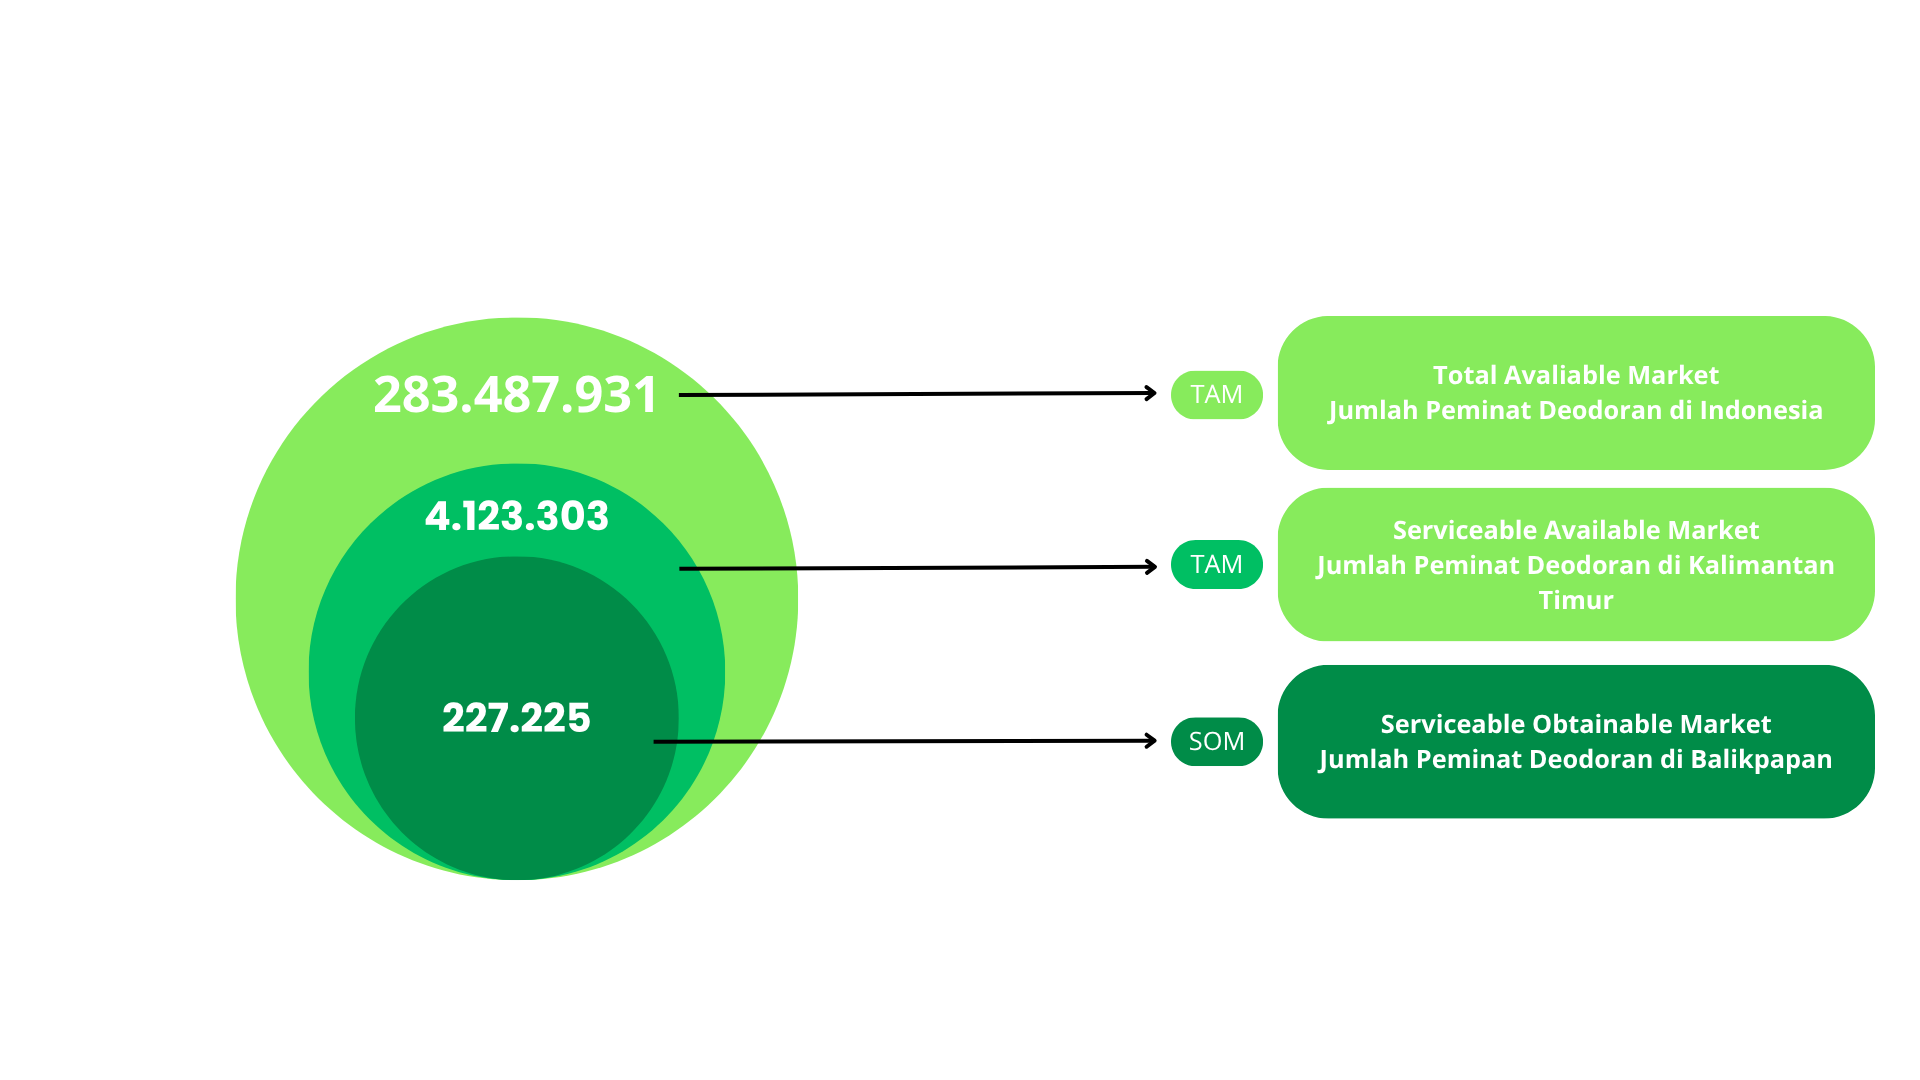 283.487.931
TAM
Total Avaliable Market
Jumlah Peminat Deodoran di Indonesia
4.123.303
TAM
Serviceable Available Market
Jumlah Peminat Deodoran di Kalimantan
Timur
227.225
SOM
Serviceable Obtainable Market
Jumlah Peminat Deodoran di Balikpapan